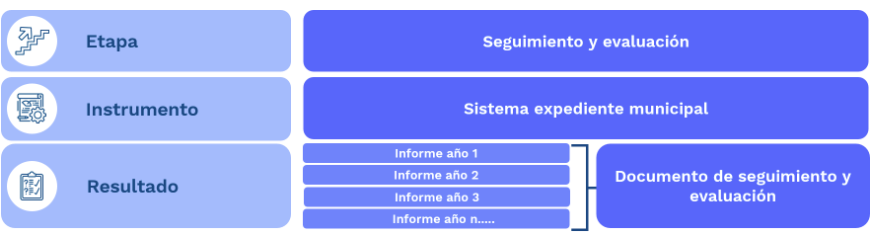 Etapa
Seguimiento y evaluación
Instrumento
Sistema expediente municipal
Resultado
Informe año 1
Informe año 2
Informe año 3
Informe año n.....
Documento de seguimiento y
evaluación